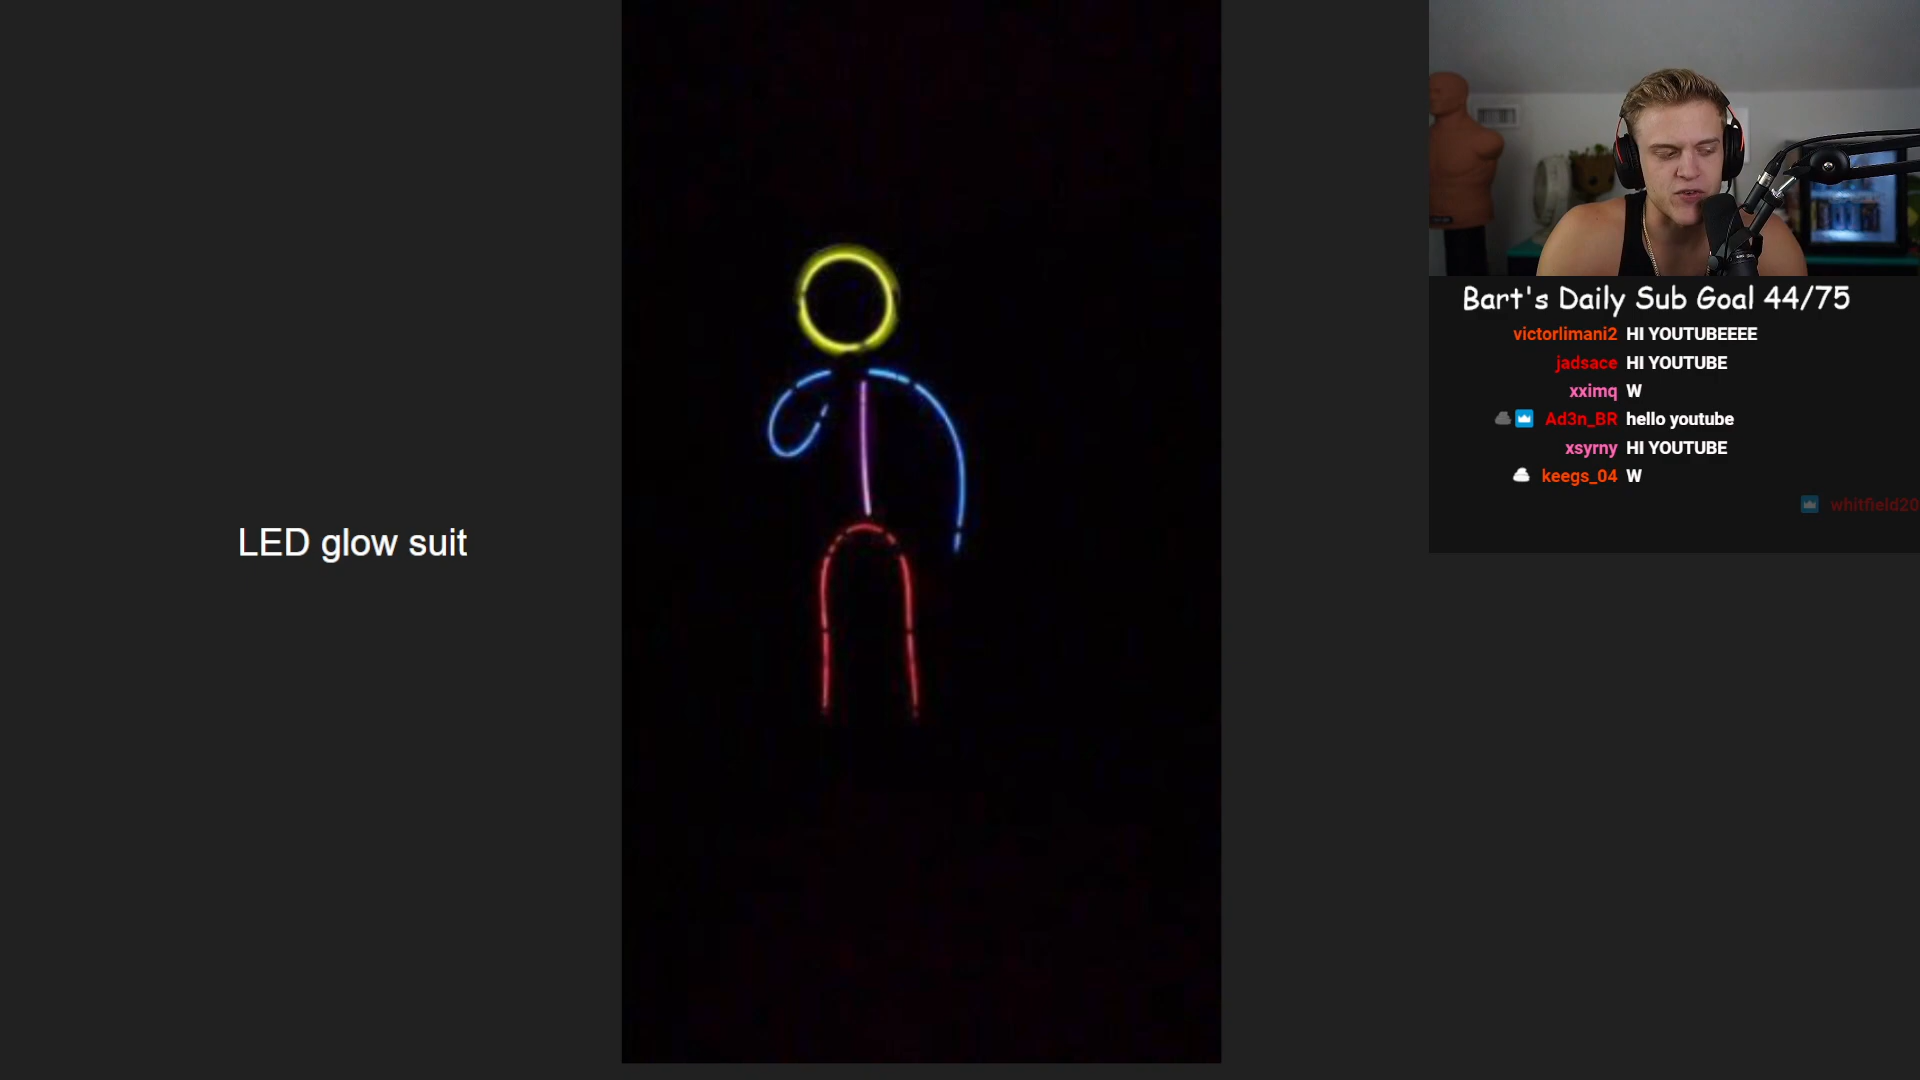 LED glow suit
Bart's Daily Sub Goal 44/75
victorlimani2 HI YOUTUBEEEE
jadsace HI YOUTUBE
xximq W
Ad3n_BR hello youtube
xsyrny HI YOUTUBE
keegs_04 W
whitfield20